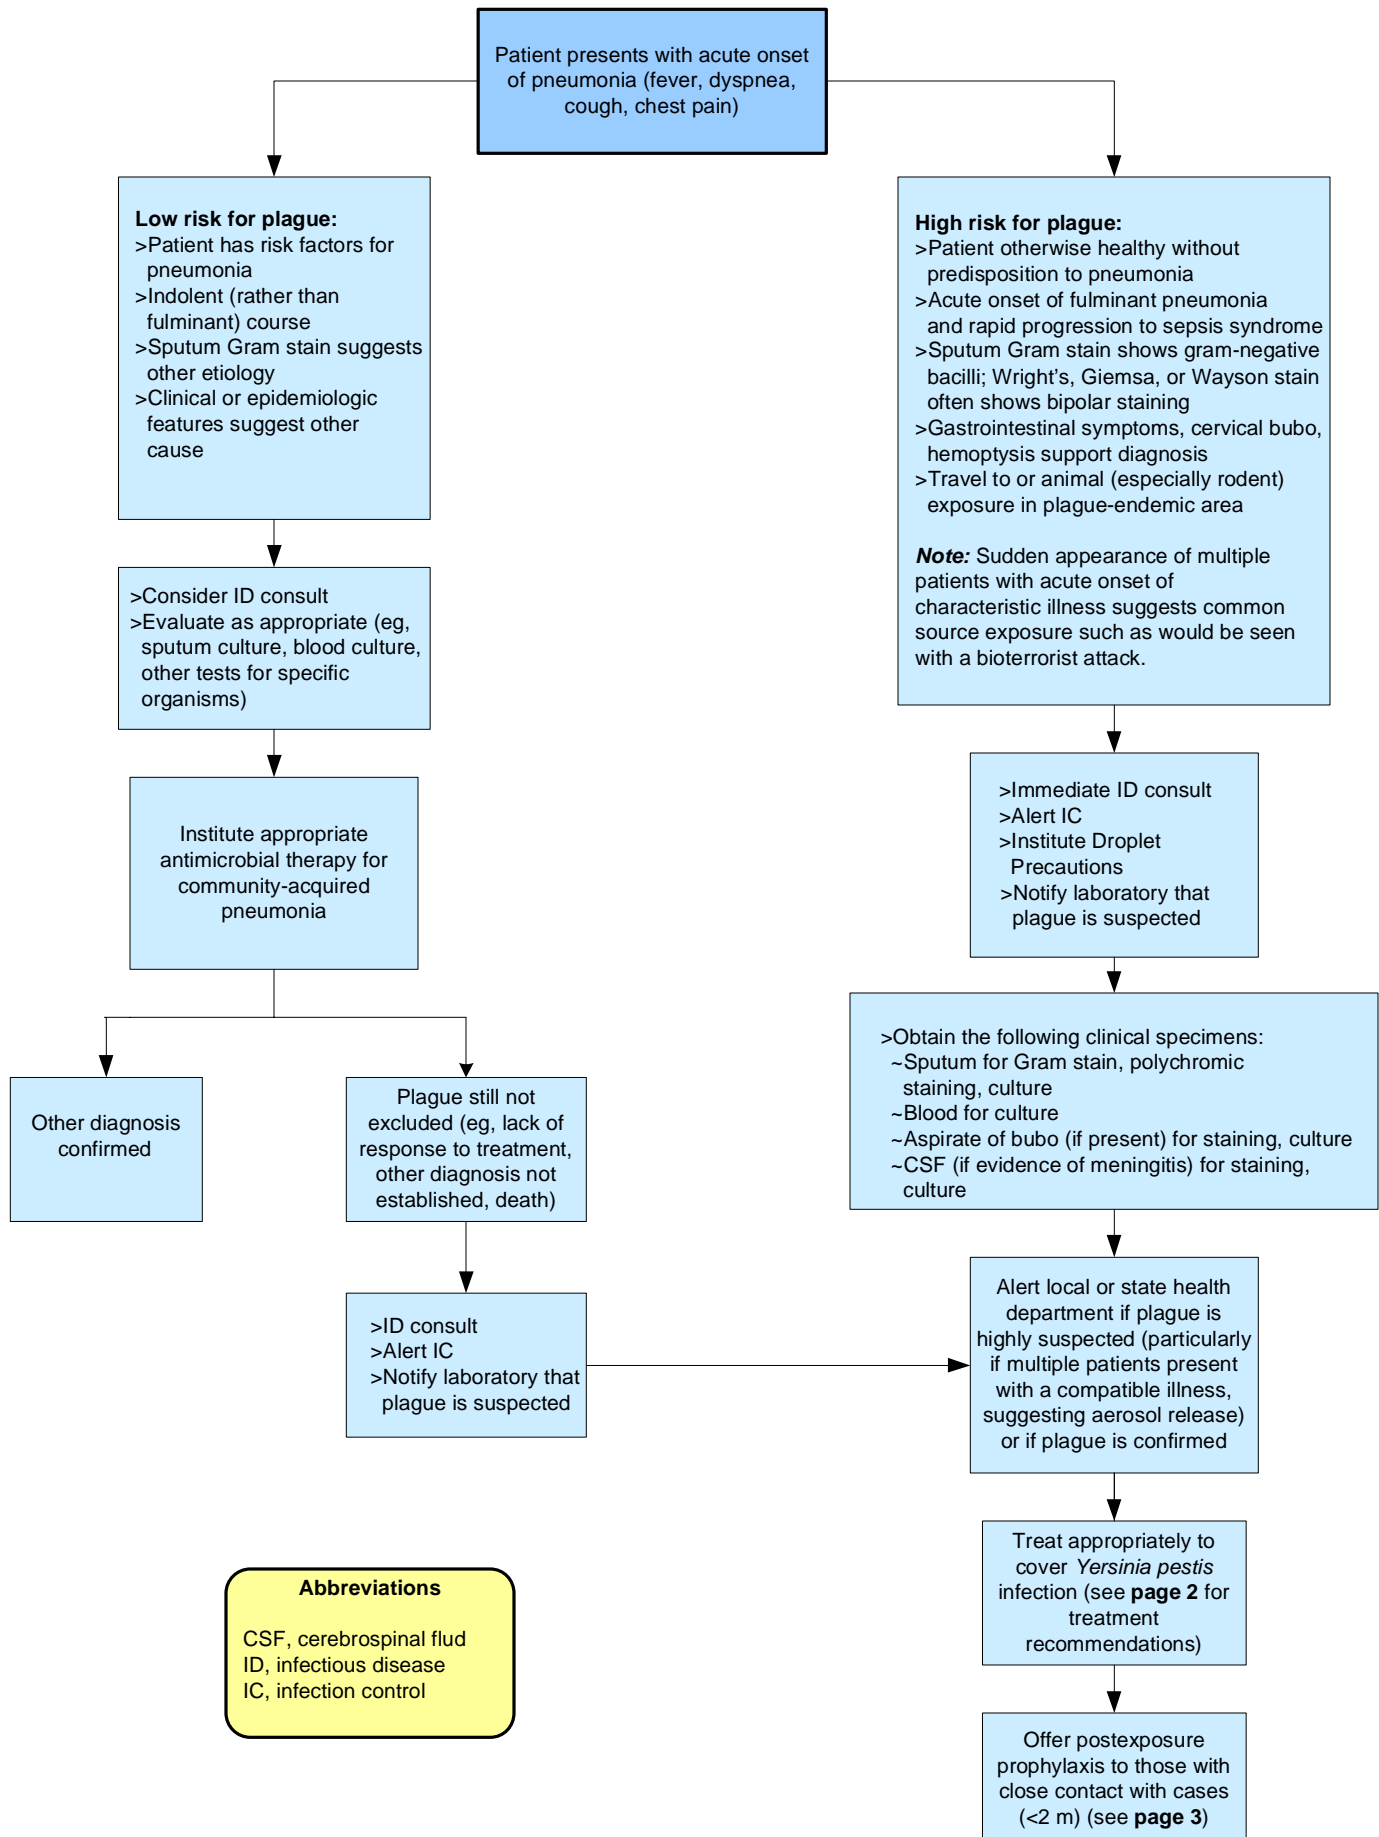 Patient presents with acute onset
of pneumonia (fever, dyspnea,
cough, chest pain)
Low risk for plague:
>Patient has risk factors for
pneumonia
>Indolent (rather than
fulminant) course
>Sputum Gram stain suggests
other etiology
>Clinical or epidemiologic
features suggest other
cause
>Consider ID consult
>Evaluate as appropriate (eg,
sputum culture, blood culture,
other tests for specific
organisms)
Institute appropriate
antimicrobial therapy for
community-acquired
pneumonia
Other diagnosis
confirmed
Plague still not
excluded (eg, lack of
response to treatment,
other diagnosis not
established, death)
>ID consult
>Alert IC
>Notify laboratory that
plague is suspected
High risk for plague:
>Patient otherwise healthy without
predisposition to pneumonia
>Acute onset of fulminant pneumonia
and rapid progression to sepsis syndrome
>Sputum Gram stain shows gram-negative
bacilli; Wright's, Giemsa, or Wayson stain
often shows bipolar staining
>Gastrointestinal symptoms, cervical bubo,
hemoptysis support diagnosis
>Travel to or animal (especially rodent)
exposure in plague-endemic area
Note: Sudden appearance of multiple
patients with acute onset of
characteristic illness suggests common
source exposure such as would be seen
with a bioterrorist attack.
>Immediate ID consult
>Alert IC
>Institute Droplet
Precautions
>Notify laboratory that
plague is suspected
>Obtain the following clinical specimens:
~Sputum for Gram stain, polychromic
staining, culture
~Blood for culture
~Aspirate of bubo (if present) for staining, culture
~CSF (if evidence of meningitis) for staining,
culture
Alert local or state health
department if plague is
highly suspected (particularly
if multiple patients present
with a compatible illness,
suggesting aerosol release)
or if plague is confirmed
Treat appropriately to
cover Yersinia pestis
infection (see page 2 for
treatment
recommendations)
Offer postexposure
prophylaxis to those with
close contact with cases
(<2 m) (see page 3)
Abbreviations
CSF, cerebrospinal flud
ID, infectious disease
IC, infection control